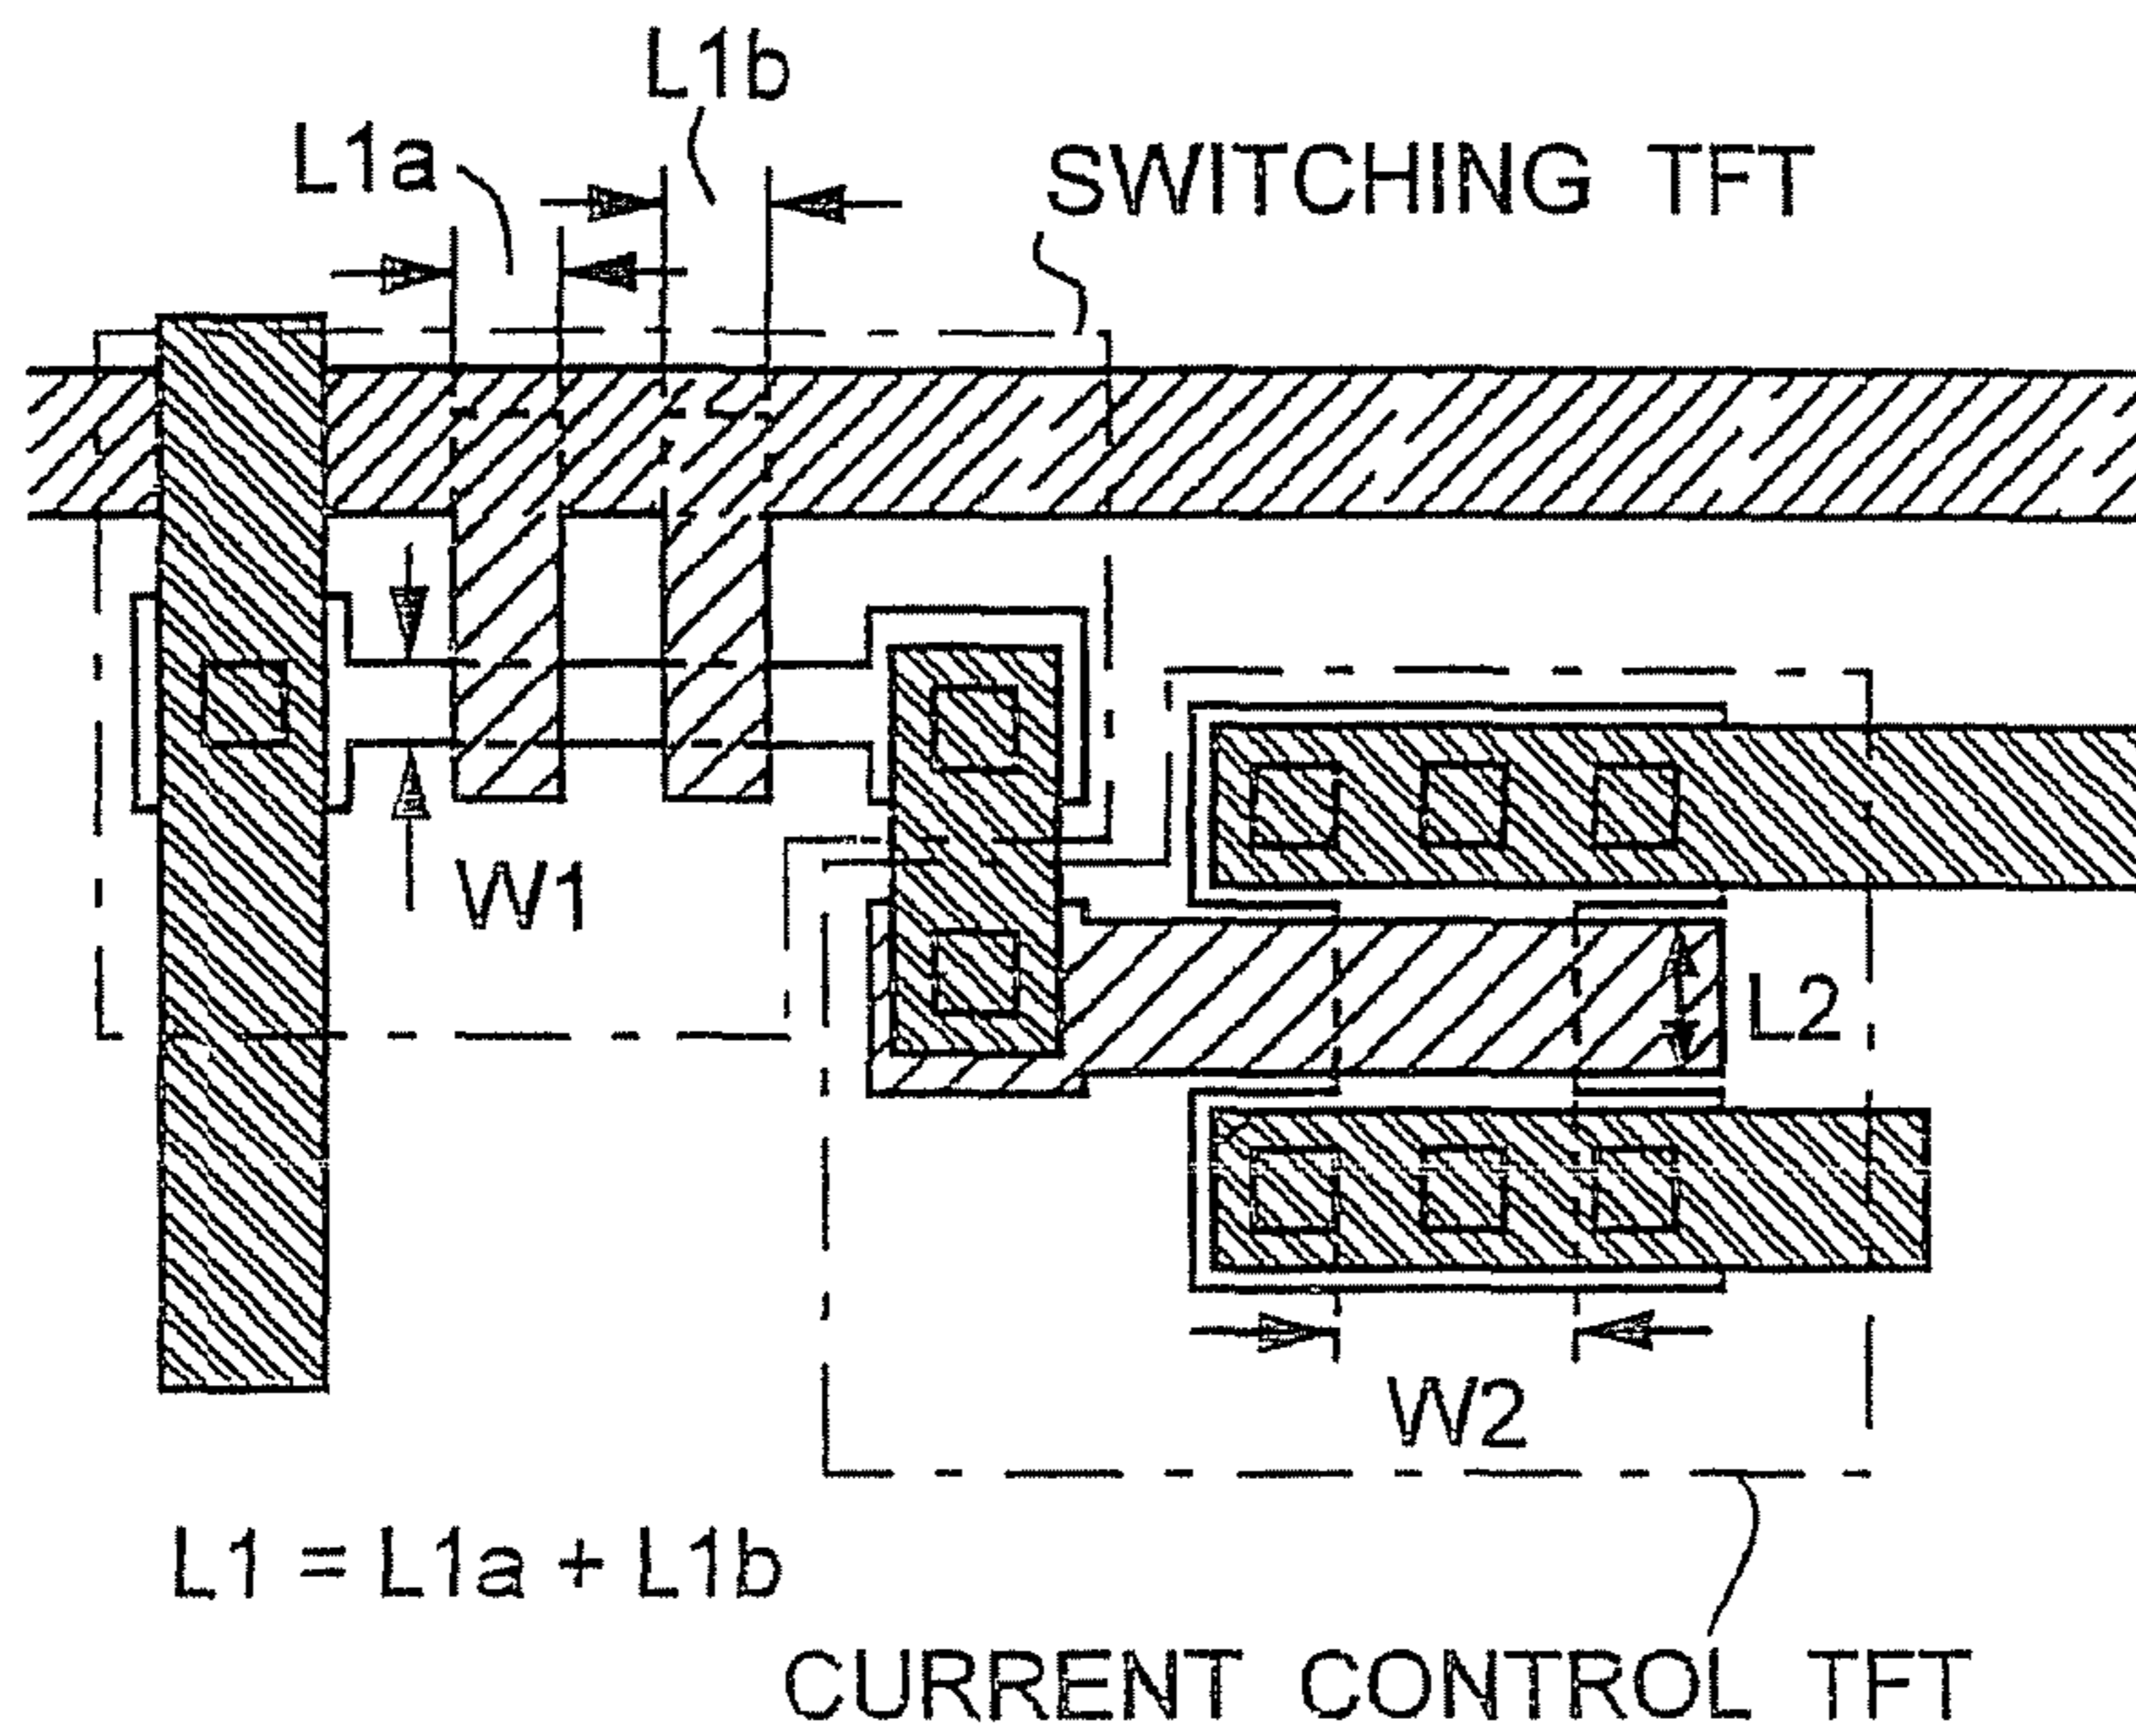 L1b
L1a
SWITCHING TFT
W1
L2
W2
L1 = L1a + L1b
CURRENT CONTROL TFT